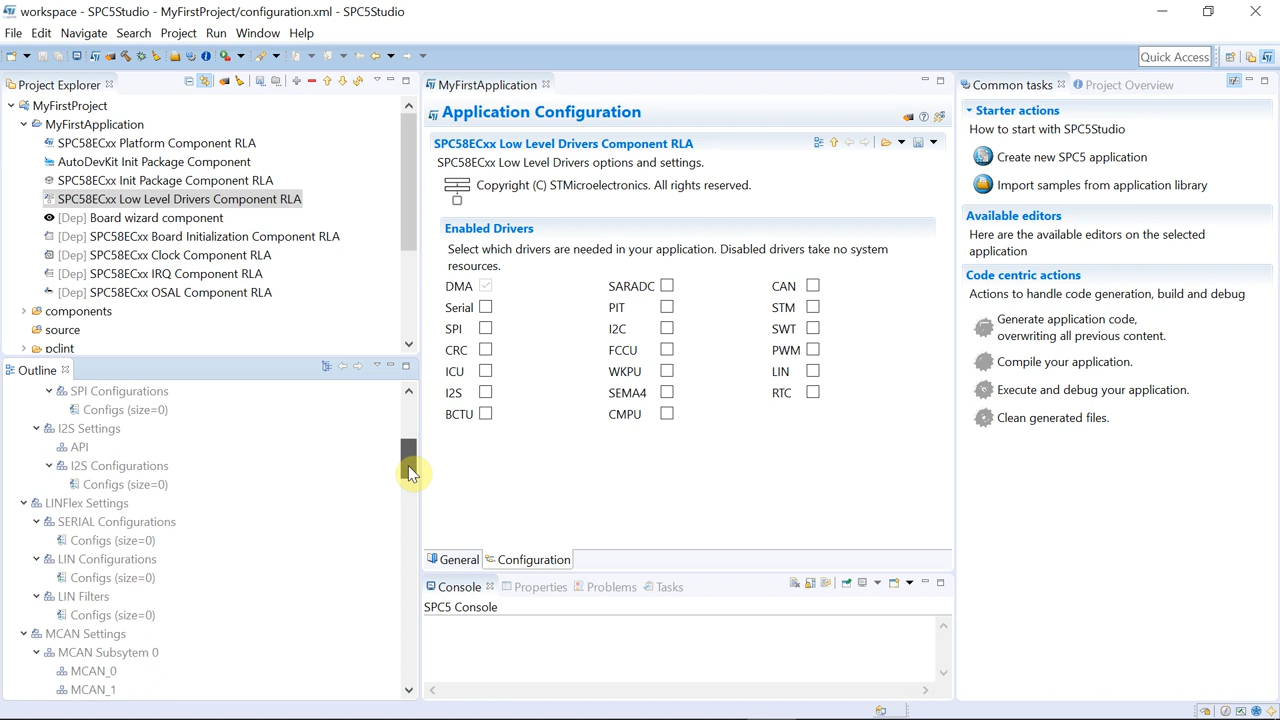 workspace - SPC5Studio - MyFirstProject/configuration.xml - SPC5Studio
File Edit Navigate Search Project Run Window Help
Quick Access
Project Explorer
MyFirstProject
MyFirstApplication
SPC58ECxx Platform Component RLA
AutoDevKit Init Package Component
SPC58ECxx Init Package Component RLA
SPC58ECxx Low Level Drivers Component RLA
[Dep] Board wizard component
[Dep] SPC58ECxx Board Initialization Component RLA
[Dep] SPC58ECxx Clock Component RLA
[Dep] SPC58ECxx IRQ Component RLA
[Dep] SPC58ECxx OSAL Component RLA
components
source
pclint
Outline
SPI Configurations
Configs (size=0)
I2S Settings
API
I2S Configurations
Configs (size=0)
LINFlex Settings
SERIAL Configurations
Configs (size=0)
LIN Configurations
Configs (size=0)
LIN Filters
Configs (size=0)
MCAN Settings
MCAN Subsytem 0
MCAN_0
MCAN_1
MyFirstApplication
Application Configuration
SPC58ECxx Low Level Drivers Component RLA
SPC58ECxx Low Level Drivers options and settings.
Copyright (C) STMicroelectronics. All rights reserved.
Enabled Drivers
Select which drivers are needed in your application. Disabled drivers take no system
resources.
DMA SARADC CAN
Serial PIT STM
SPI I2C SWT
CRC FCCU PWM
ICU WKPU LIN
I2S SEMA4 RTC
BCTU CMPU
General Configuration
Console Properties Problems Tasks
SPC5 Console
Common tasks Project Overview
Starter actions
How to start with SPC5Studio
Create new SPC5 application
Import samples from application library
Available editors
Here are the available editors on the selected
application
Code centric actions
Actions to handle code generation, build and debug
Generate application code,
overwriting all previous content.
Compile your application.
Execute and debug your application.
Clean generated files.